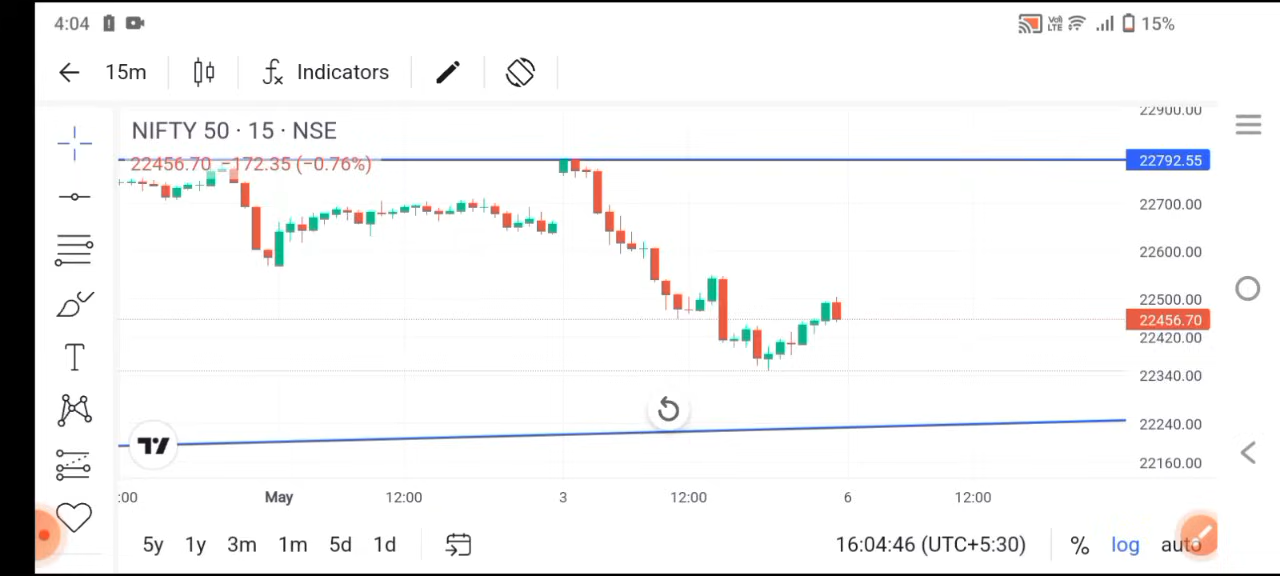 4:04 Vo) LTE 15%
15m Indicators
NIFTY 50 · 15 · NSE
22456.70 −172.35 (−0.76%)
22900.00
22792.55
22700.00
22600.00
22500.00
22456.70
22420.00
22340.00
22240.00
22160.00
:00 May 12:00 3 12:00 6 12:00
5y 1y 3m 1m 5d 1d 16:04:46 (UTC+5:30) % log auto